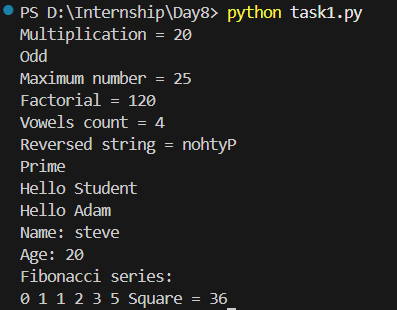 PS D:\Internship\Day8> python task1.py
Multiplication = 20
Odd
Maximum number = 25
Factorial = 120
Vowels count = 4
Reversed string = nohtyP
Prime
Hello Student
Hello Adam
Name: steve
Age: 20
Fibonacci series:
0 1 1 2 3 5 Square = 36